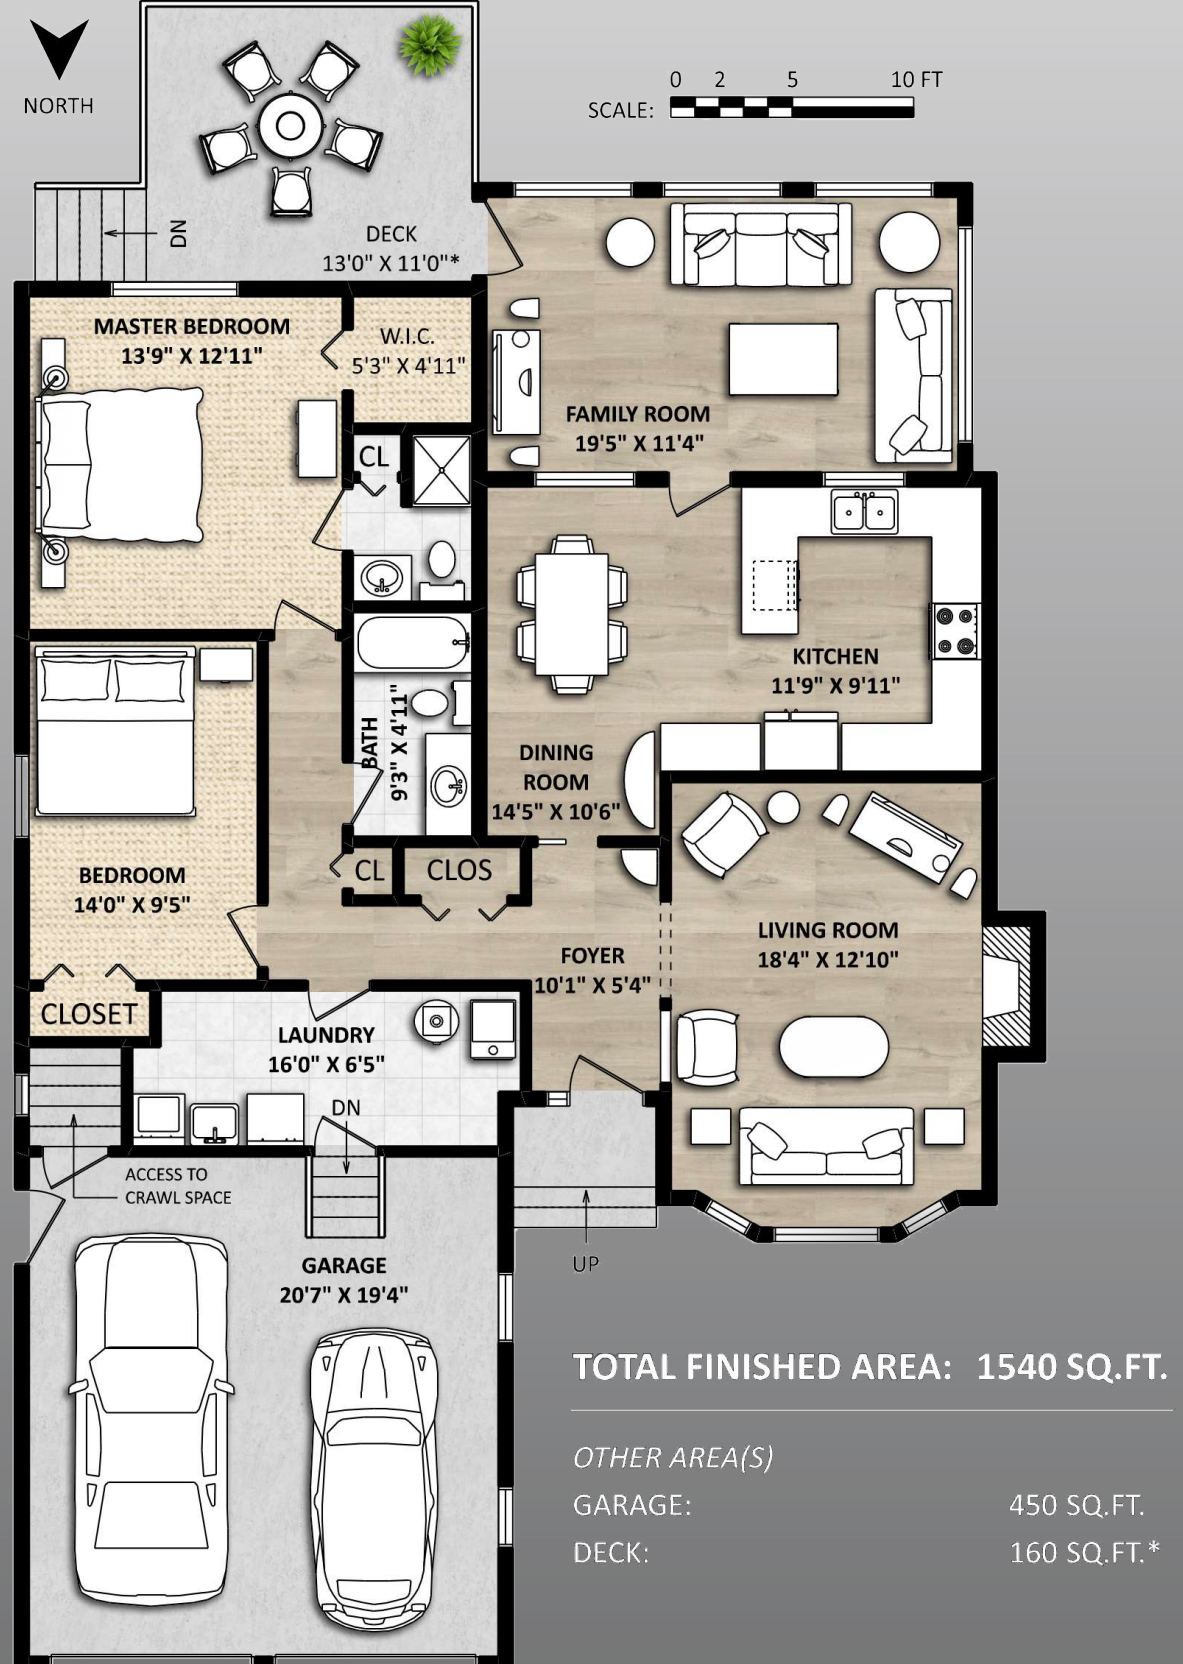 NORTH
0 2 5 10 FT
SCALE:
DN
DECK
13'0" X 11'0"*
MASTER BEDROOM
13'9" X 12'11"
W.I.C.
5'3" X 4'11"
FAMILY ROOM
19'5" X 11'4"
CL
KITCHEN
11'9" X 9'11"
BATH
9'3" X 4'11"
DINING
ROOM
14'5" X 10'6"
BEDROOM
14'0" X 9'5"
CL
CLOS
LIVING ROOM
18'4" X 12'10"
FOYER
10'1" X 5'4"
CLOSET
LAUNDRY
16'0" X 6'5"
DN
ACCESS TO
CRAWL SPACE
UP
GARAGE
20'7" X 19'4"
TOTAL FINISHED AREA: 1540 SQ.FT.
OTHER AREA(S)
GARAGE: 450 SQ.FT.
DECK: 160 SQ.FT.*